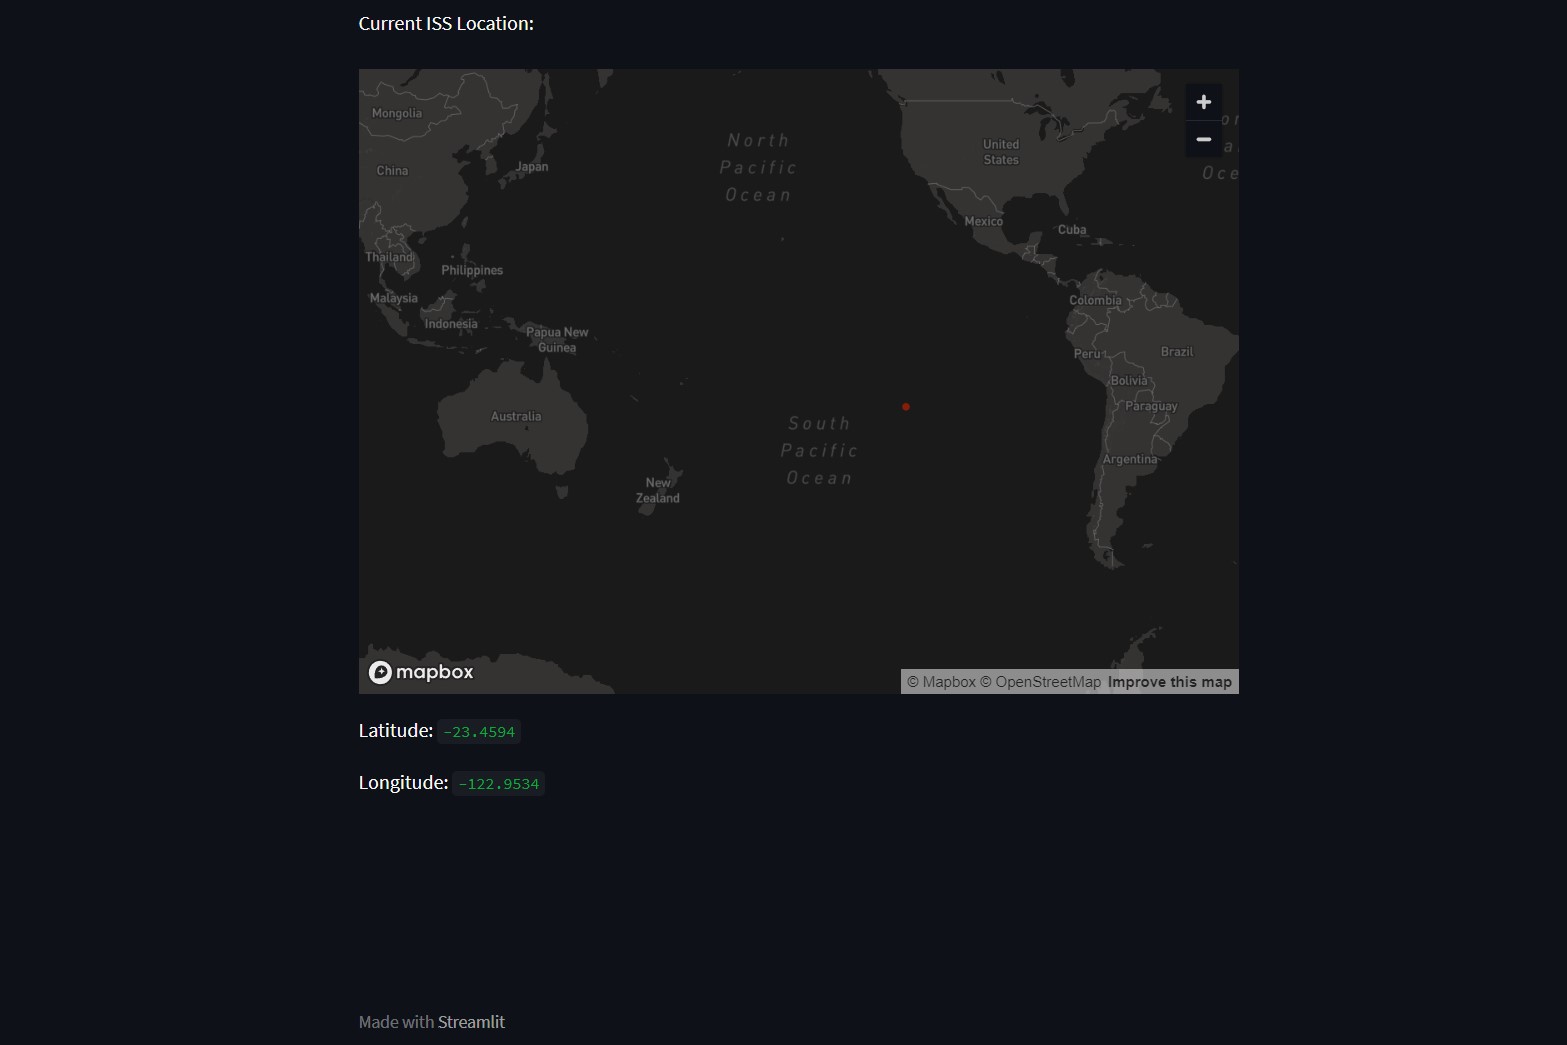 Current ISS Location:
Mongolia
China
Japan
Thailand
Philippines
Malaysia
Indonesia
Papua New
Guinea
Australia
New
Zealand
North
Pacific
Ocean
South
Pacific
Ocean
United
States
Mexico
Cuba
Colombia
Peru
Brazil
Bolivia
Paraguay
Argentina
Oce
+
−
mapbox
© Mapbox © OpenStreetMap Improve this map
Latitude: -23.4594
Longitude: -122.9534
Made with Streamlit